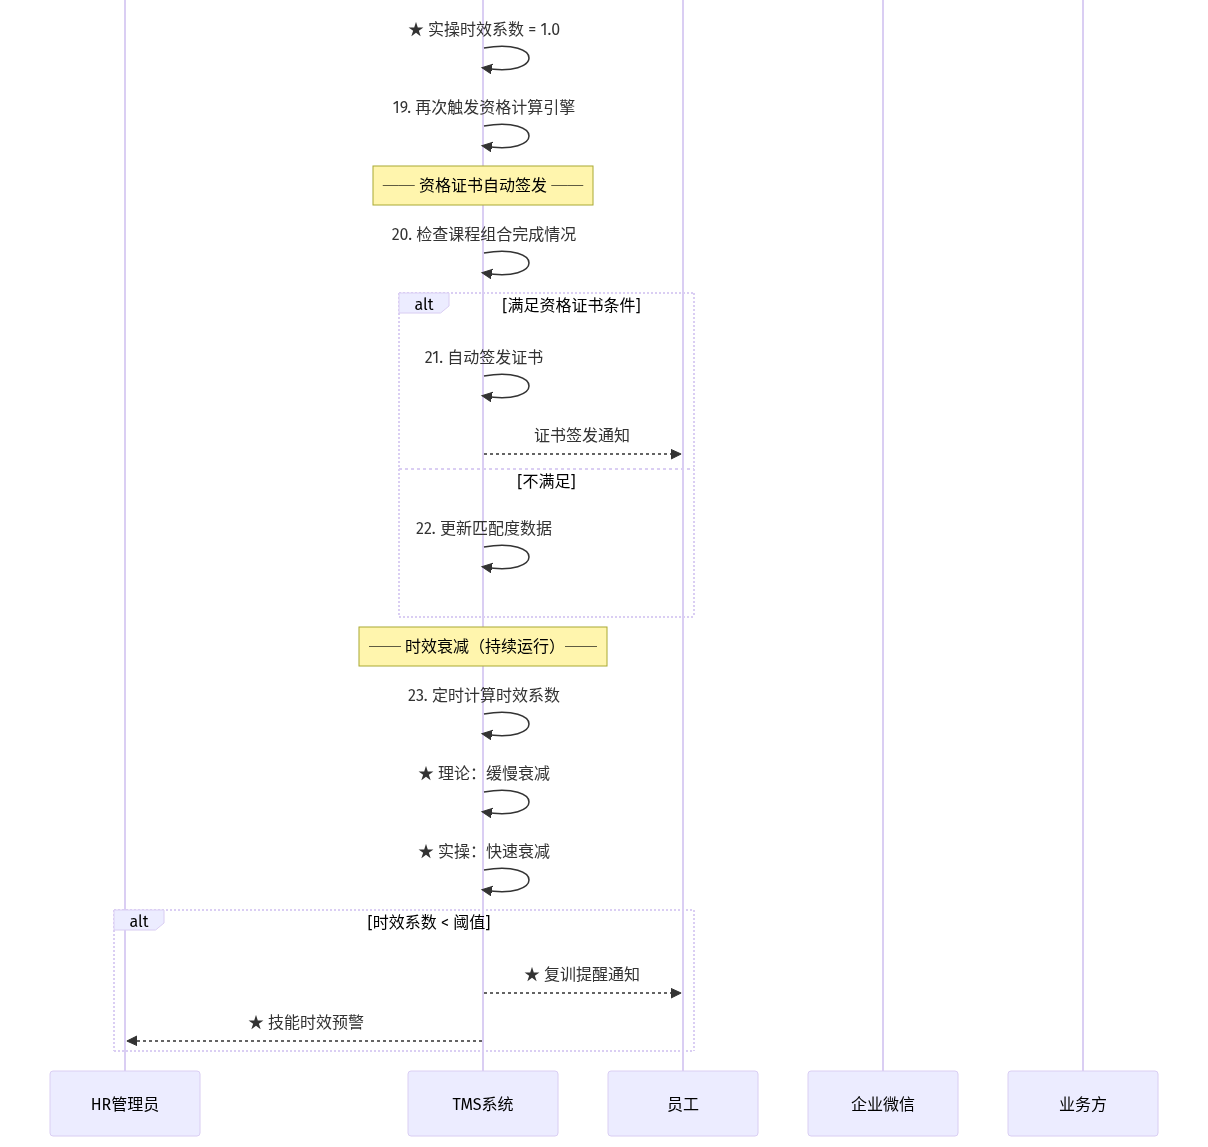 ★ 实操时效系数 = 1.0
19. 再次触发资格计算引擎
—— 资格证书自动签发 ——
20. 检查课程组合完成情况
alt
[满足资格证书条件]
21. 自动签发证书
证书签发通知
[不满足]
22. 更新匹配度数据
—— 时效衰减（持续运行）——
23. 定时计算时效系数
★ 理论：缓慢衰减
★ 实操：快速衰减
alt
[时效系数 < 阈值]
★ 复训提醒通知
★ 技能时效预警
HR管理员
TMS系统
员工
企业微信
业务方